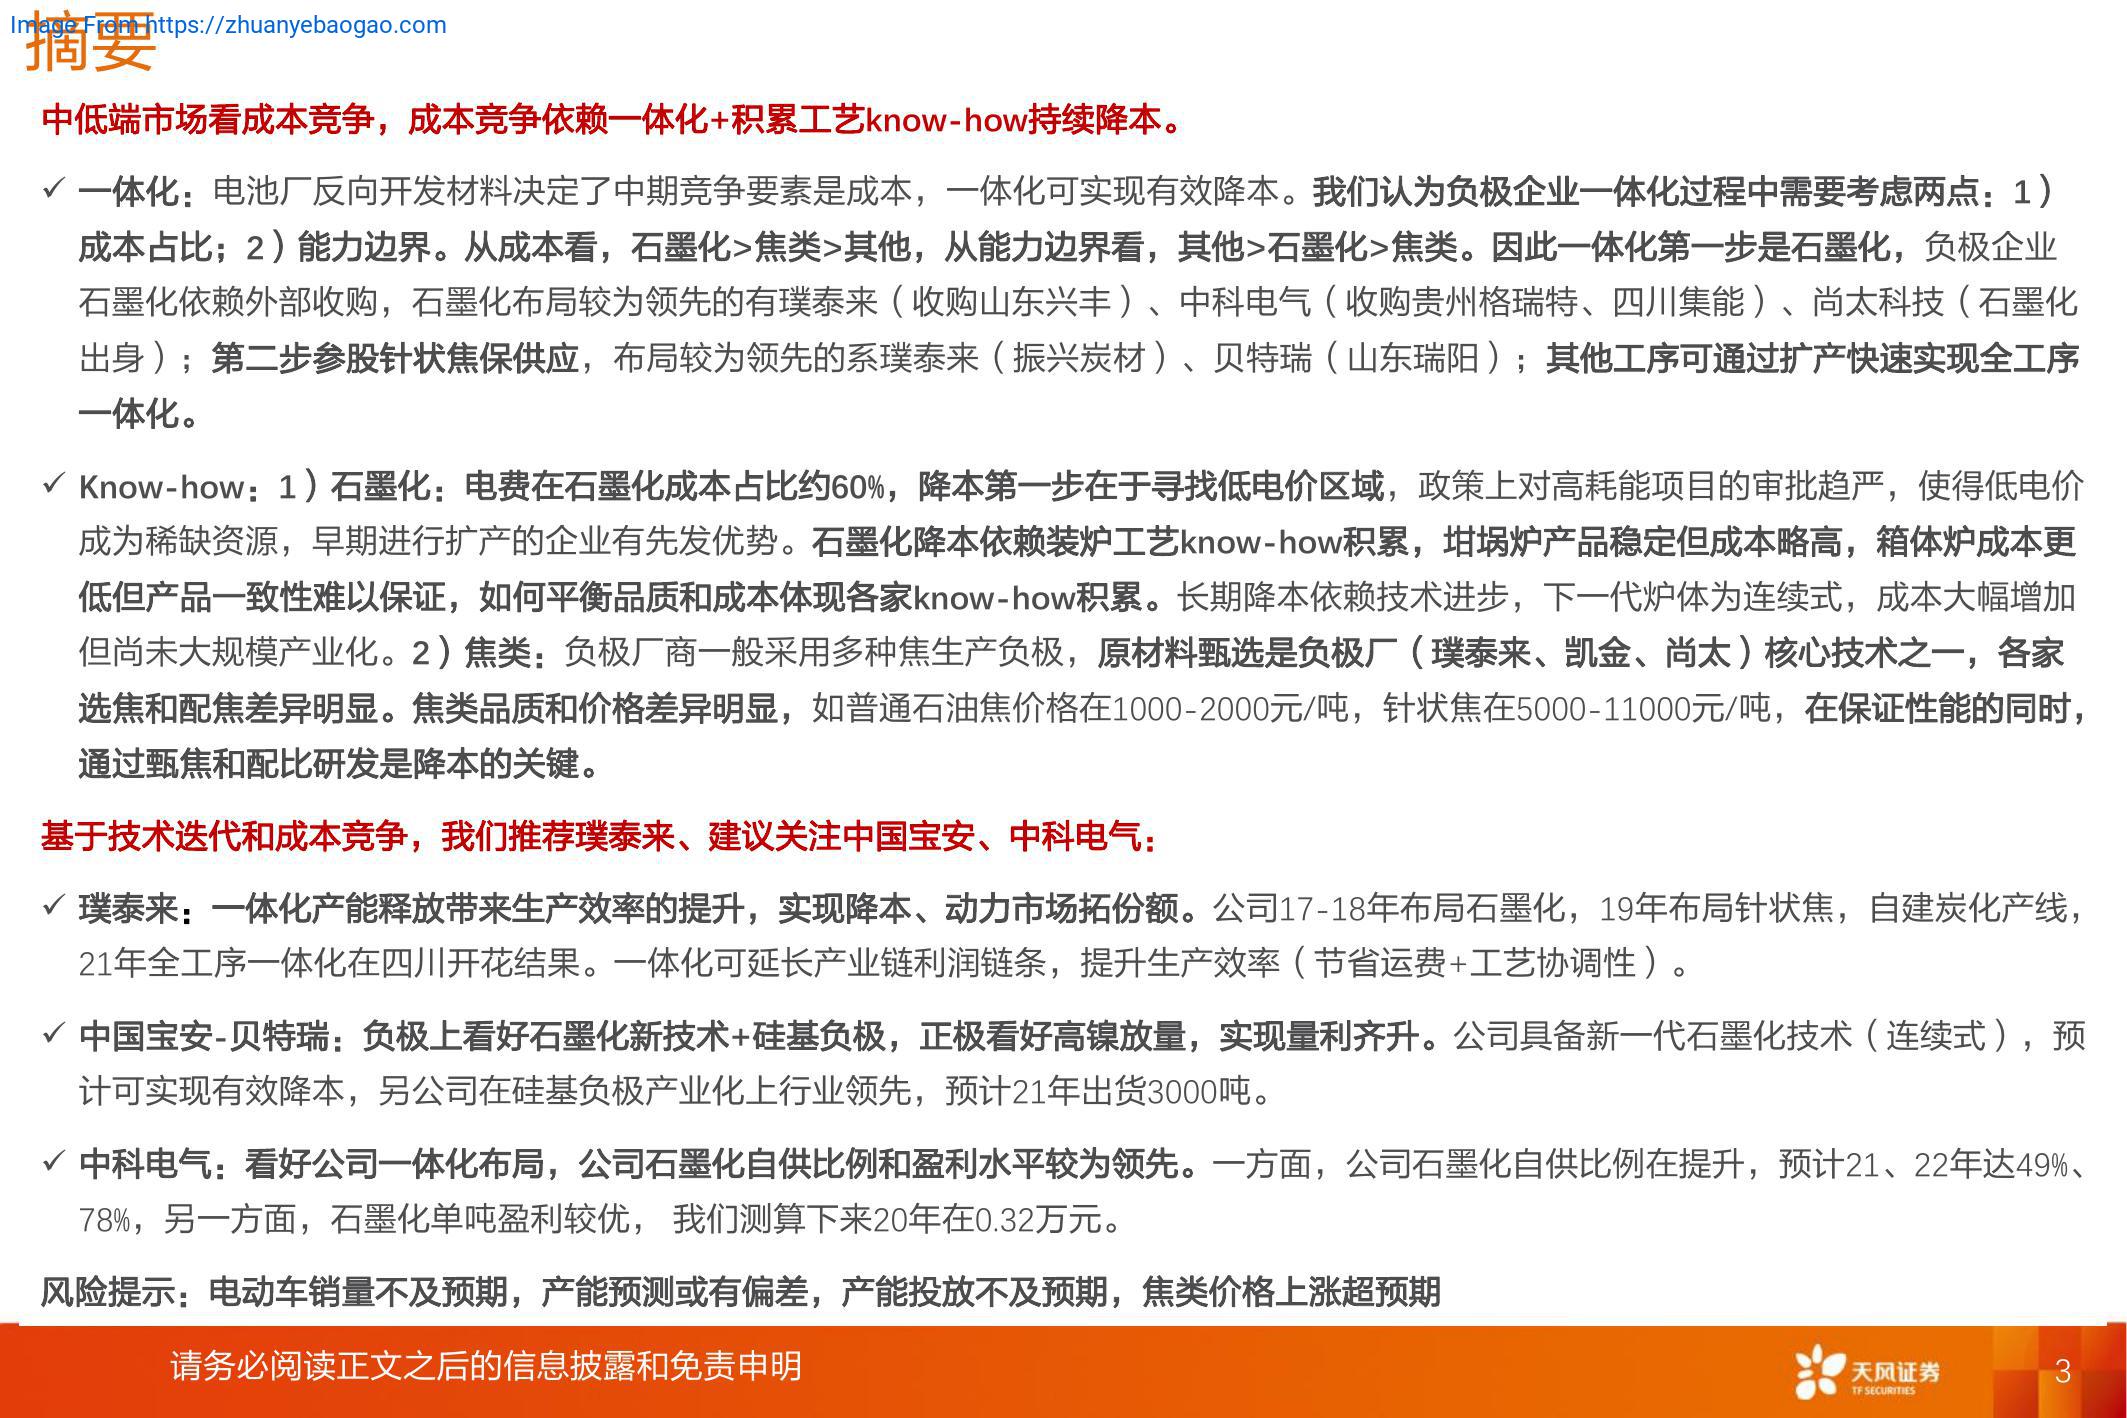 Image From https://zhuanyebaogao.com
摘要
中低端市场看成本竞争，成本竞争依赖一体化+积累工艺know-how持续降本。
✓ 一体化：电池厂反向开发材料决定了中期竞争要素是成本，一体化可实现有效降本。我们认为负极企业一体化过程中需要考虑两点：1）
成本占比；2）能力边界。从成本看，石墨化>焦类>其他，从能力边界看，其他>石墨化>焦类。因此一体化第一步是石墨化，负极企业
石墨化依赖外部收购，石墨化布局较为领先的有璞泰来（收购山东兴丰）、中科电气（收购贵州格瑞特、四川集能）、尚太科技（石墨化
出身）；第二步参股针状焦保供应，布局较为领先的系璞泰来（振兴炭材）、贝特瑞（山东瑞阳）；其他工序可通过扩产快速实现全工序
一体化。
✓ Know-how：1）石墨化：电费在石墨化成本占比约60%，降本第一步在于寻找低电价区域，政策上对高耗能项目的审批趋严，使得低电价
成为稀缺资源，早期进行扩产的企业有先发优势。石墨化降本依赖装炉工艺know-how积累，坩埚炉产品稳定但成本略高，箱体炉成本更
低但产品一致性难以保证，如何平衡品质和成本体现各家know-how积累。长期降本依赖技术进步，下一代炉体为连续式，成本大幅增加
但尚未大规模产业化。2）焦类：负极厂商一般采用多种焦生产负极，原材料甄选是负极厂（璞泰来、凯金、尚太）核心技术之一，各家
选焦和配焦差异明显。焦类品质和价格差异明显，如普通石油焦价格在1000-2000元/吨，针状焦在5000-11000元/吨，在保证性能的同时，
通过甄焦和配比研发是降本的关键。
基于技术迭代和成本竞争，我们推荐璞泰来、建议关注中国宝安、中科电气：
✓ 璞泰来：一体化产能释放带来生产效率的提升，实现降本、动力市场拓份额。公司17-18年布局石墨化，19年布局针状焦，自建炭化产线，
21年全工序一体化在四川开花结果。一体化可延长产业链利润链条，提升生产效率（节省运费+工艺协调性）。
✓ 中国宝安-贝特瑞：负极上看好石墨化新技术+硅基负极，正极看好高镍放量，实现量利齐升。公司具备新一代石墨化技术（连续式），预
计可实现有效降本，另公司在硅基负极产业化上行业领先，预计21年出货3000吨。
✓ 中科电气：看好公司一体化布局，公司石墨化自供比例和盈利水平较为领先。一方面，公司石墨化自供比例在提升，预计21、22年达49%、
78%，另一方面，石墨化单吨盈利较优， 我们测算下来20年在0.32万元。
风险提示：电动车销量不及预期，产能预测或有偏差，产能投放不及预期，焦类价格上涨超预期
请务必阅读正文之后的信息披露和免责申明
天风证券
TF SECURITIES
3